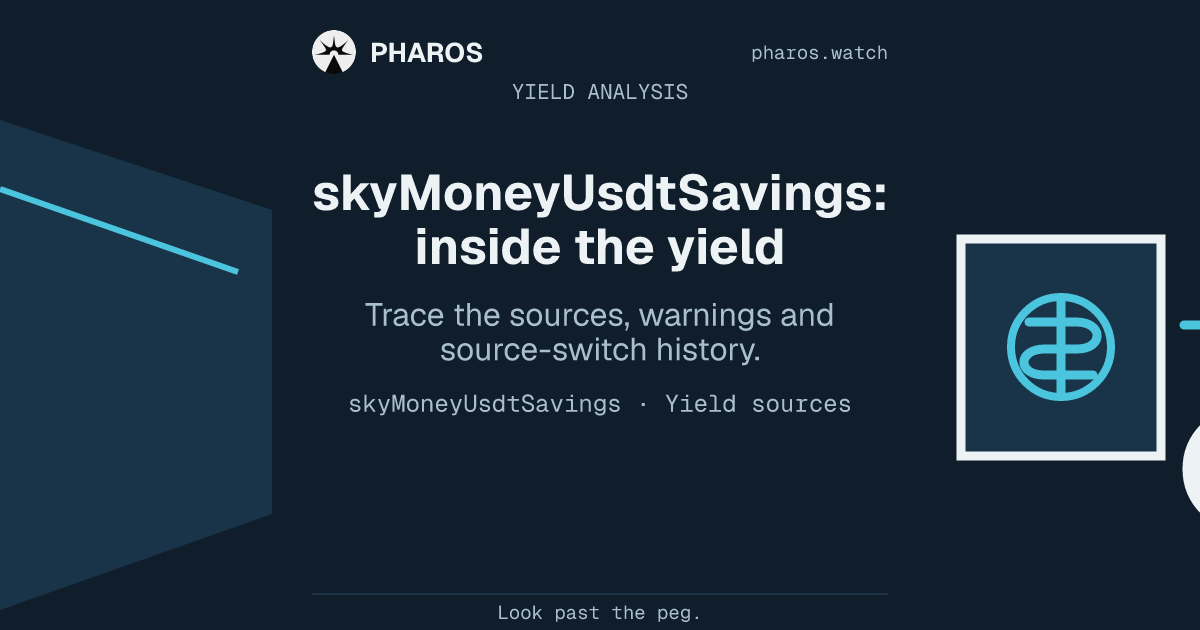 PHAROS
pharos.watch
YIELD ANALYSIS
skyMoneyUsdtSavings:
inside the yield
Trace the sources, warnings and
source-switch history.
skyMoneyUsdtSavings · Yield sources
Look past the peg.